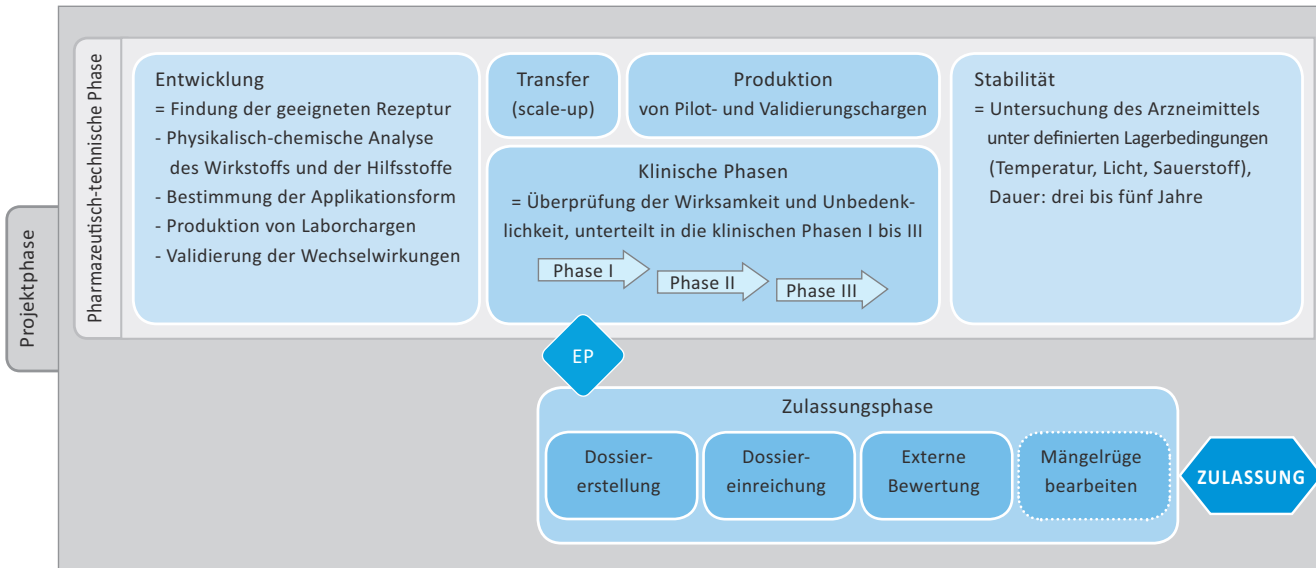 Projektphase
Pharmazeutisch-technische Phase
Entwicklung
= Findung der geeigneten Rezeptur
- Physikalisch-chemische Analyse
des Wirkstoffs und der Hilfsstoffe
- Bestimmung der Applikationsform
- Produktion von Laborchargen
- Validierung der Wechselwirkungen
Transfer
(scale-up)
Produktion
von Pilot- und Validierungschargen
Klinische Phasen
= Überprüfung der Wirksamkeit und Unbedenk-
lichkeit, unterteilt in die klinischen Phasen I bis III
Phase I
Phase II
Phase III
Stabilität
= Untersuchung des Arzneimittels
unter definierten Lagerbedingungen
(Temperatur, Licht, Sauerstoff),
Dauer: drei bis fünf Jahre
EP
Zulassungsphase
Dossier-
erstellung
Dossier-
einreichung
Externe
Bewertung
Mängelrüge
bearbeiten
ZULASSUNG